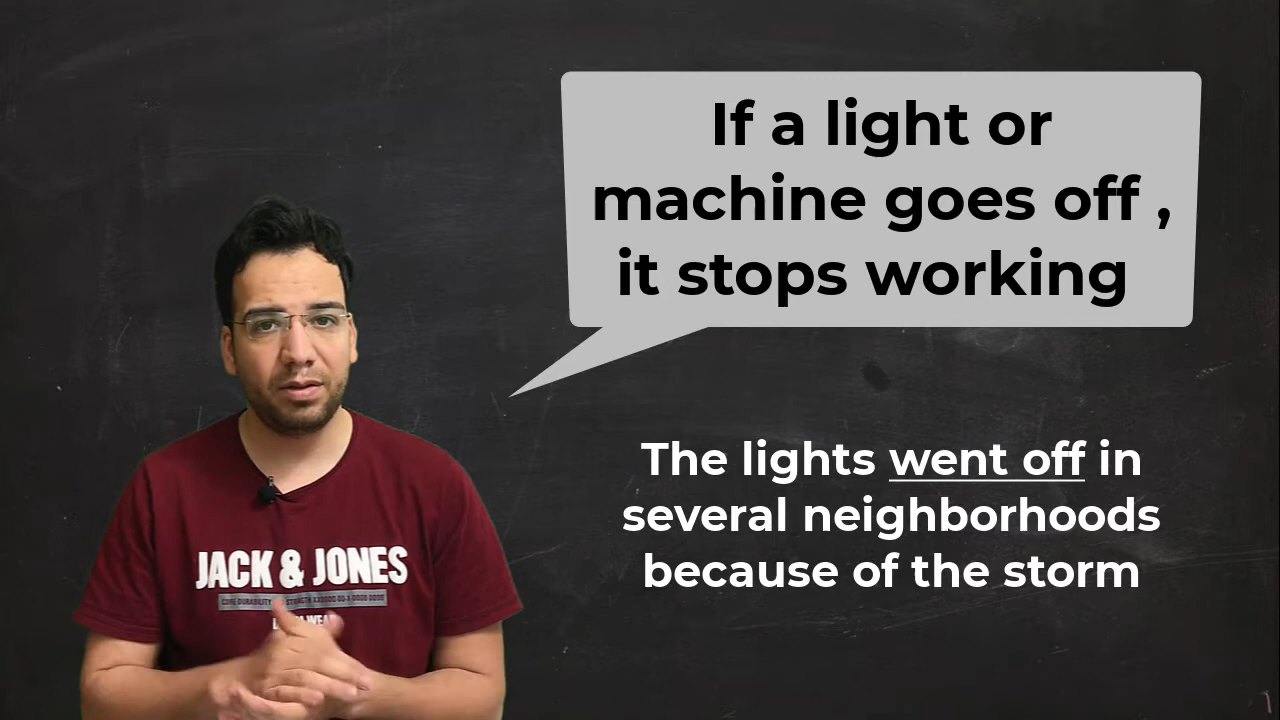 If a light or
machine goes off ,
it stops working
The lights went off in
several neighborhoods
because of the storm
JACK & JONES